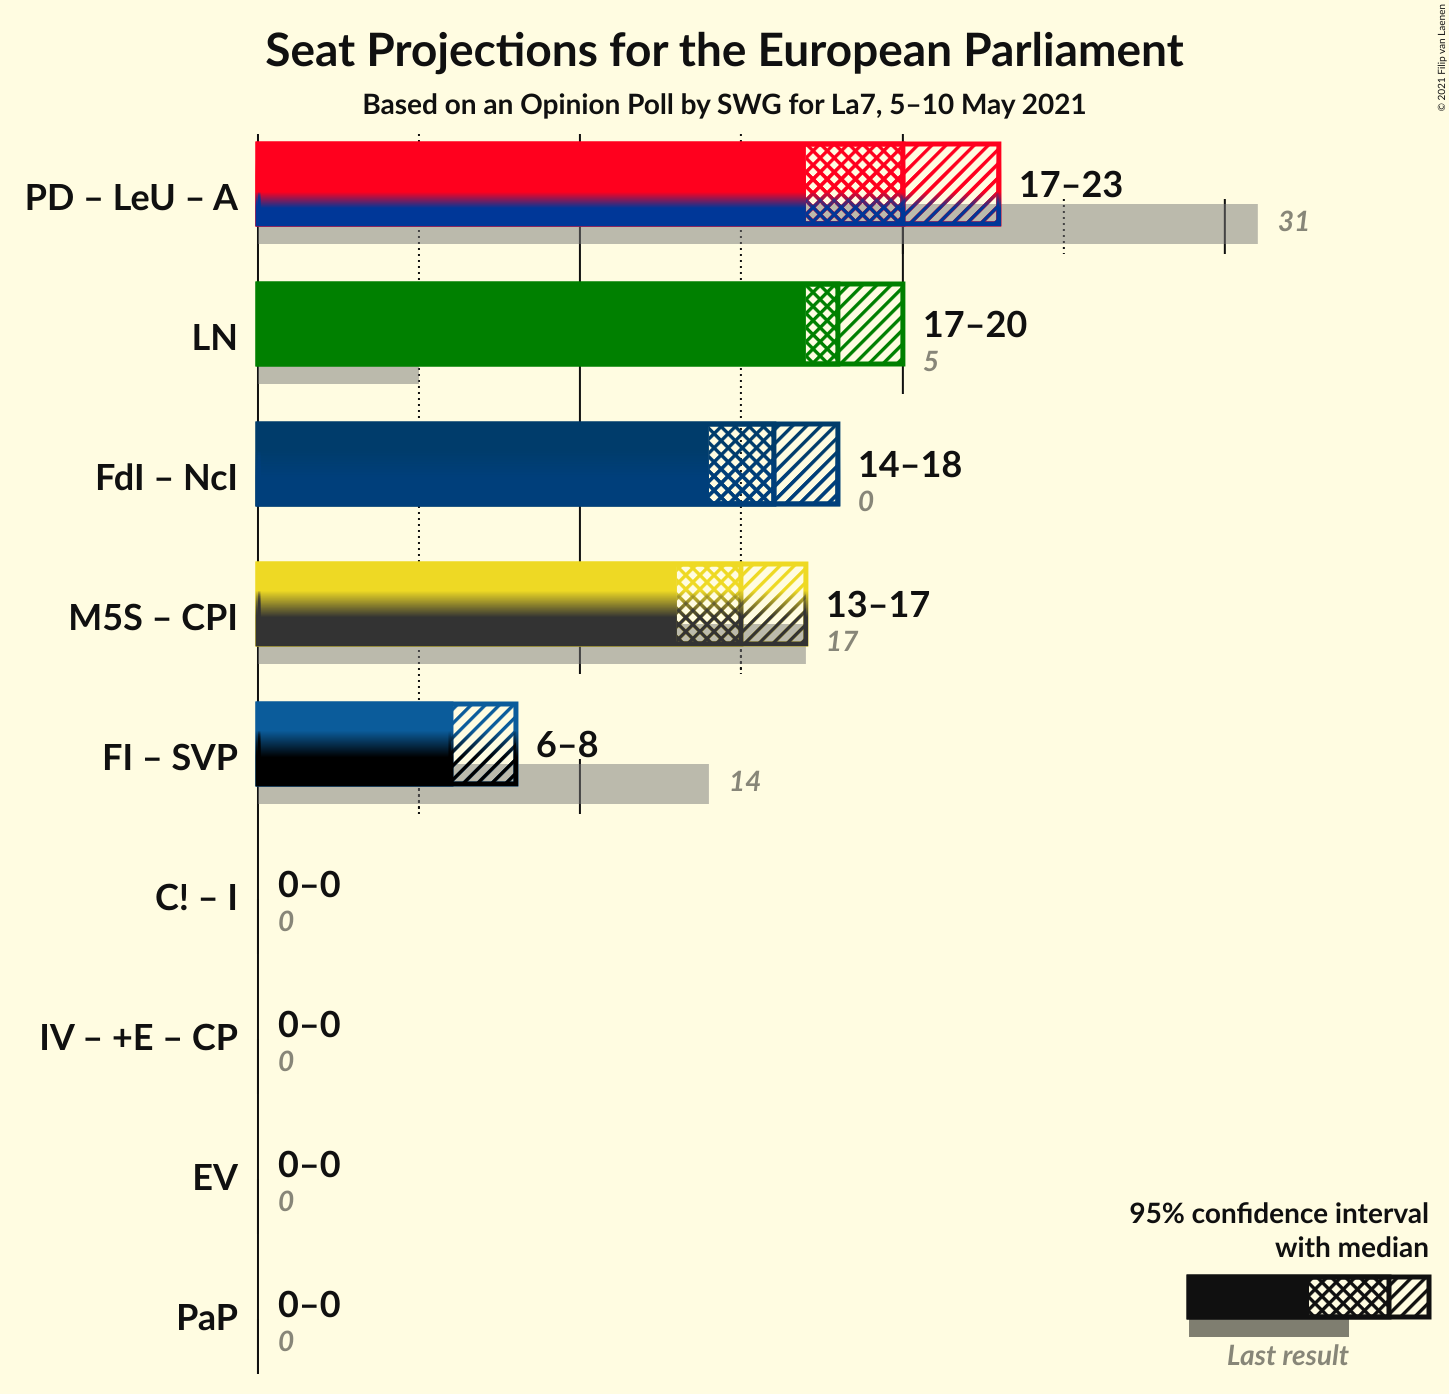 Seat Projections for the European Parliament
Based on an Opinion Poll by SWG for La7, 5–10 May 2021
© 2021 Filip van Laenen
PD – LeU – A
17–23
31
LN
17–20
5
FdI – NcI
14–18
0
M5S – CPI
13–17
17
FI – SVP
6–8
14
C! – I
0–0
0
IV – +E – CP
0–0
0
EV
0–0
0
PaP
0–0
0
95% confidence interval
with median
Last result